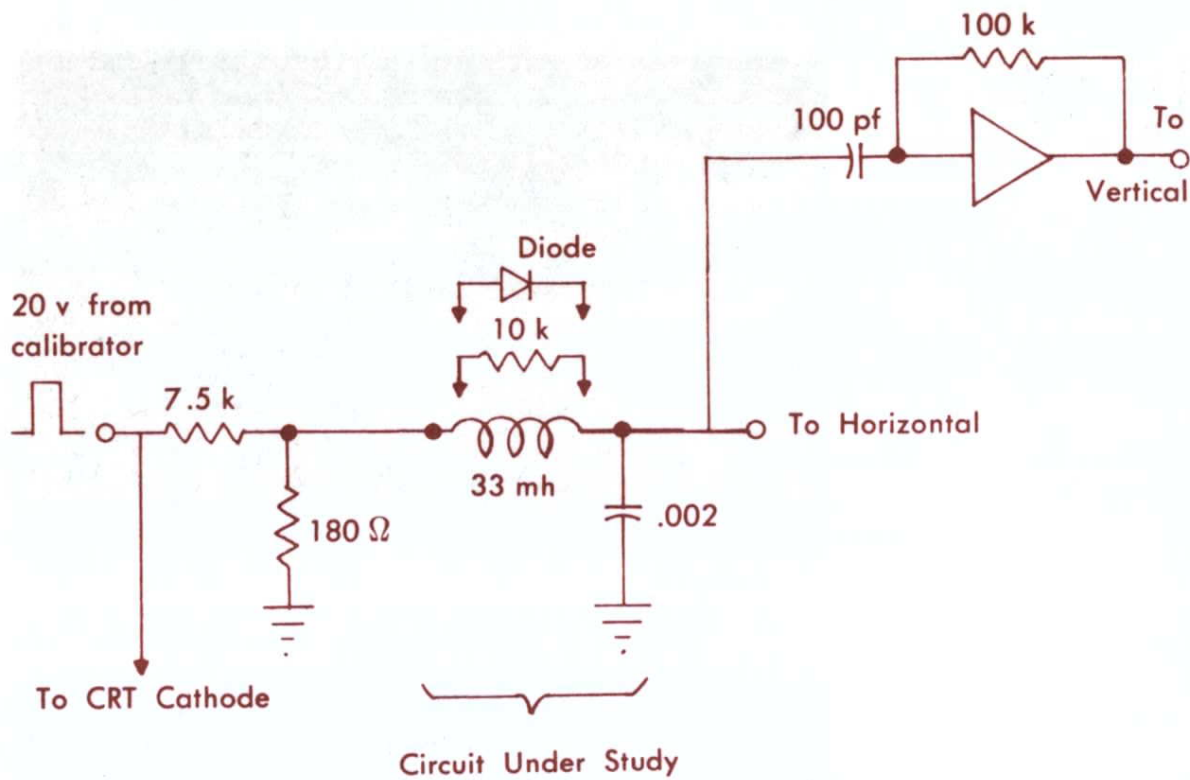 100 k
100 pf
To
Vertical
Diode
20 v from
calibrator
10 k
7.5 k
To Horizontal
33 mh
180 Ω
.002
To CRT Cathode
Circuit Under Study